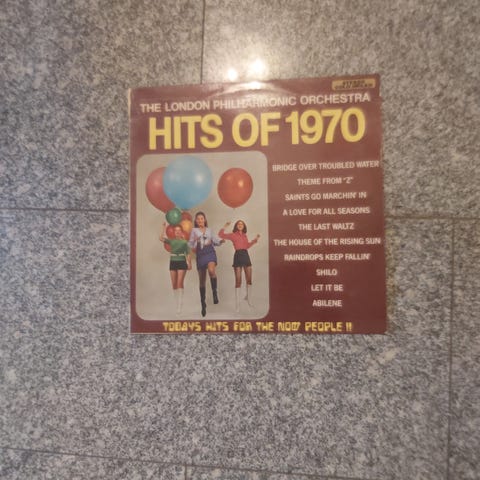 STEREO
THE LONDON PHILHARMONIC ORCHESTRA
HITS OF 1970
BRIDGE OVER TROUBLED WATER
THEME FROM "Z"
SAINTS GO MARCHIN' IN
A LOVE FOR ALL SEASONS
THE LAST WALTZ
THE HOUSE OF THE RISING SUN
RAINDROPS KEEP FALLIN'
SHILO
LET IT BE
ABILENE
TODAYS HITS FOR THE NOW PEOPLE !!